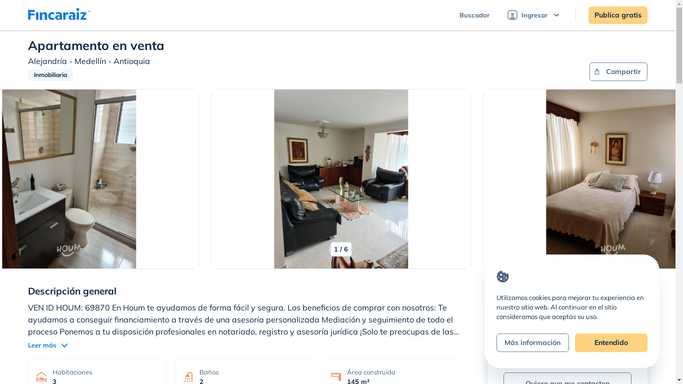 Fincaraiz
Buscador
Ingresar
Publica gratis
Apartamento en venta
Alejandría - Medellín - Antioquia
Inmobiliaria
Compartir
HOUM
1 / 6
HOUM
Descripción general
VEN ID HOUM: 69870 En Houm te ayudamos de forma fácil y segura. Los beneficios de comprar con nosotros: Te
ayudamos a conseguir financiamiento a través de una asesoría personalizada Mediación y seguimiento de todo el
proceso Ponemos a tu disposición profesionales en notariado, registro y asesoría jurídica ¡Solo te preocupas de las...
Leer más
Habitaciones
3
Baños
2
Área construida
145 m²
Utilizamos cookies para mejorar tu experiencia en
nuestro sitio web. Al continuar en el sitio
consideramos que aceptas su uso.
Más información
Entendido
Quiero que me contacten